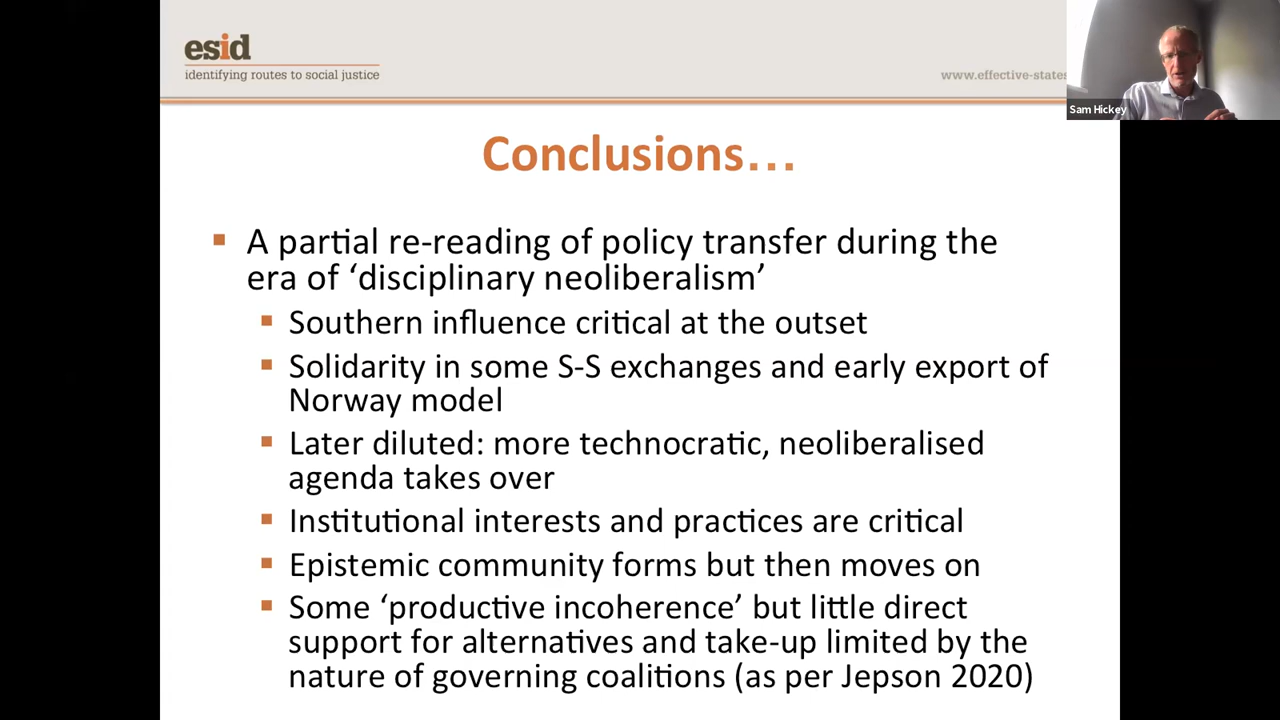 esid
identifying routes to social justice
www.effective-states
Sam Hickey
Conclusions…
A partial re-reading of policy transfer during the
era of ‘disciplinary neoliberalism’
Southern influence critical at the outset
Solidarity in some S-S exchanges and early export of
Norway model
Later diluted: more technocratic, neoliberalised
agenda takes over
Institutional interests and practices are critical
Epistemic community forms but then moves on
Some ‘productive incoherence’ but little direct
support for alternatives and take-up limited by the
nature of governing coalitions (as per Jepson 2020)